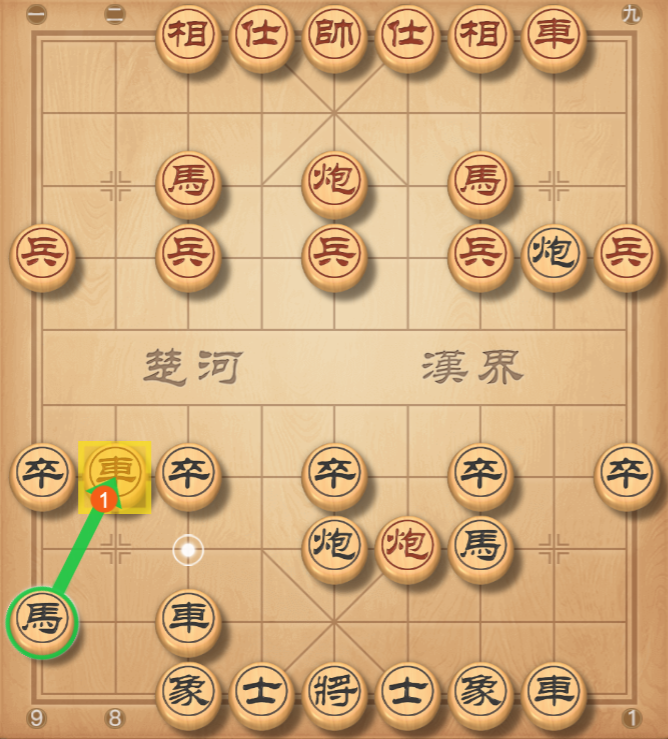 一 二 九
相 仕 帥 仕 相 車
馬 炮 馬
兵 兵 兵 兵 炮 兵
楚河 漢界
卒 車 卒 卒 卒 卒
1
炮 炮 馬
馬 車
象 士 將 士 象 車
9 8 1